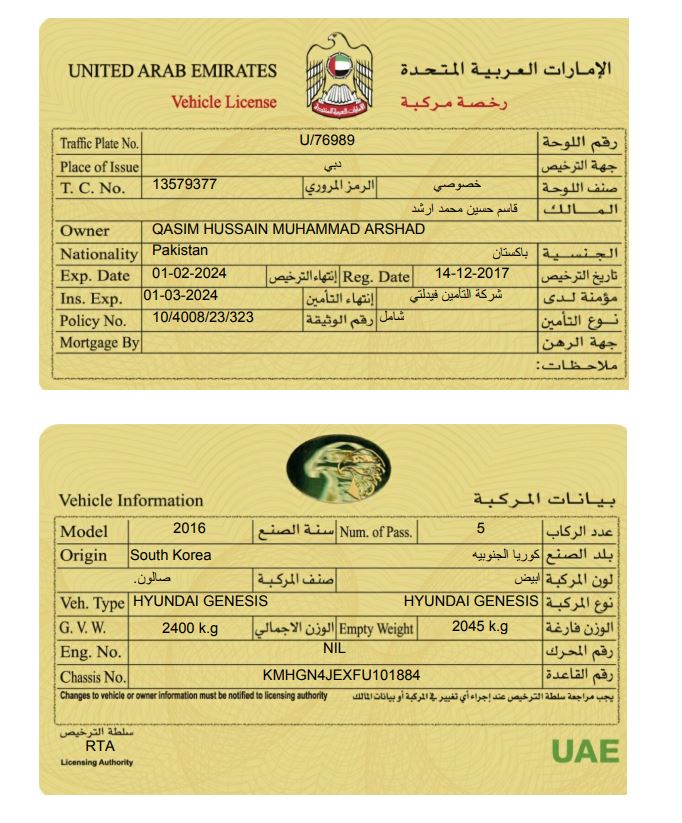 UNITED ARAB EMIRATES الإمارات العربية المتحدة
Vehicle License رخصة مركبة
Traffic Plate No. U/76989 رقم اللوحة
Place of Issue دبي جهة الترخيص
T. C. No. 13579377 الرمز المروري خصوصي صنف اللوحة
قاسم حسين محمد ارشد المالك
Owner QASIM HUSSAIN MUHAMMAD ARSHAD
Nationality Pakistan باكستان الجنسية
Exp. Date 01-02-2024 إنتهاء الترخيص Reg. Date 14-12-2017 تاريخ الترخيص
Ins. Exp. 01-03-2024 إنتهاء التأمين شركة التامين فيدلتي مؤمنة لدى
Policy No. 10/4008/23/323 رقم الوثيقة شامل نوع التأمين
Mortgage By جهة الرهن
ملاحظات:
Vehicle Information بيانات المركبة
Model 2016 سنة الصنع Num. of Pass. 5 عدد الركاب
Origin South Korea كوريا الجنوبيه بلد الصنع
صالون. صنف المركبة ابيض لون المركبة
Veh. Type HYUNDAI GENESIS HYUNDAI GENESIS نوع المركبة
G. V. W. 2400 k.g الوزن الاجمالي Empty Weight 2045 k.g الوزن فارغة
Eng. No. NIL رقم المحرك
Chassis No. KMHGN4JEXFU101884 رقم القاعدة
Changes to vehicle or owner information must be notified to licensing authority يجب مراجعة سلطة الترخيص عند إجراء أي تغيير في المركبة أو بيانات المالك
سلطة الترخيص
RTA
Licensing Authority
UAE